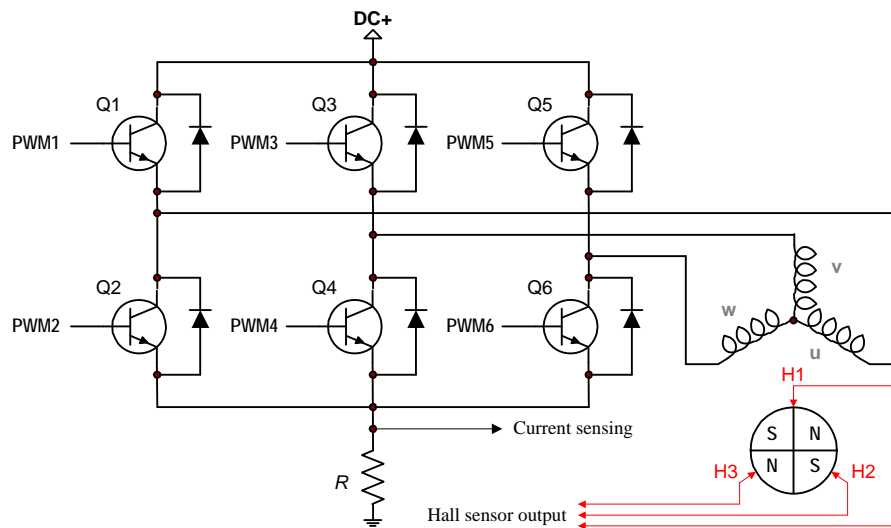 DC+
Q1
Q3
Q5
PWM1
PWM3
PWM5
Q2
Q4
Q6
PWM2
PWM4
PWM6
v
w
u
H1
S
N
N
S
H3
H2
Current sensing
R
Hall sensor output